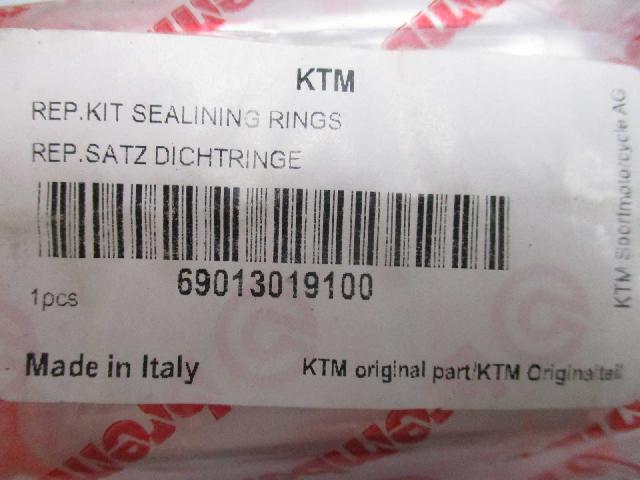 KTM
REP.KIT SEALINING RINGS
REP.SATZ DICHTRINGE
69013019100
1pcs
Made in Italy
KTM original part/KTM Originalteil
KTM Sportmotorcycle AG